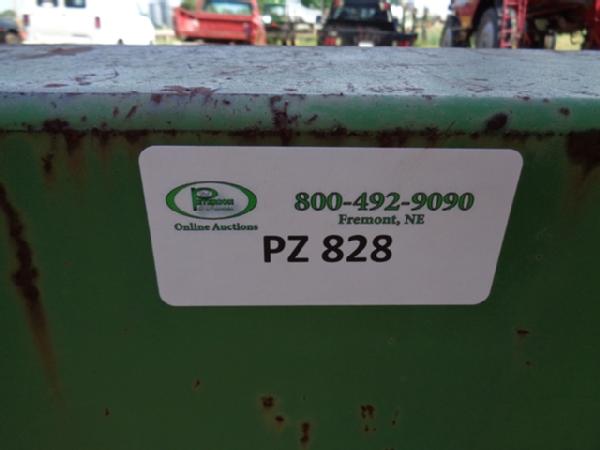 800-492-9090
Fremont, NE
Online Auctions
PZ 828